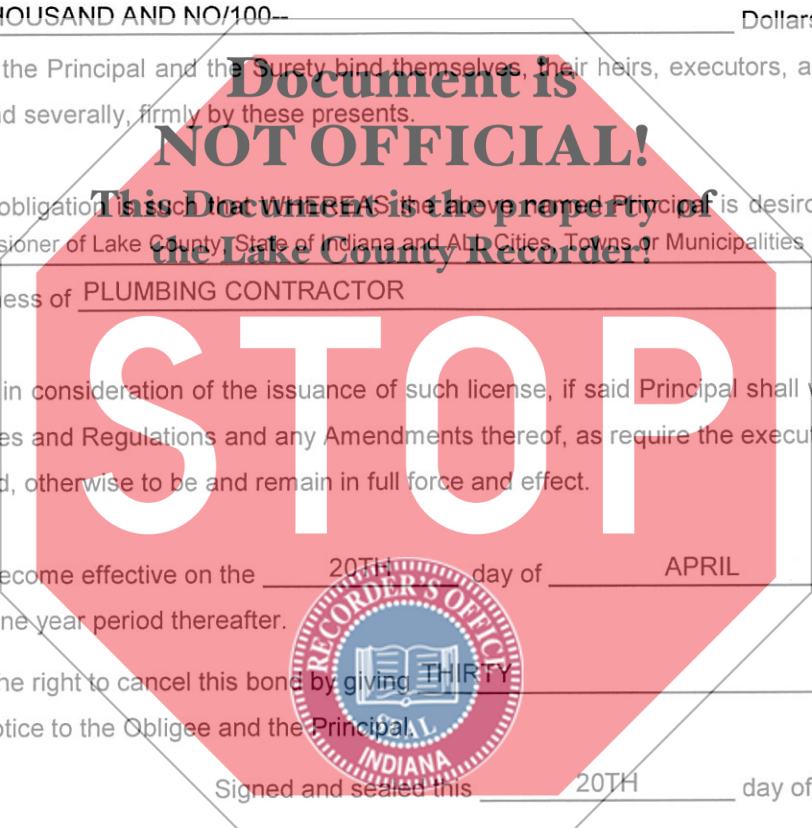 HOUSAND AND NO/100-- Dollars
the Principal and the Surety bind themselves, their heirs, executors, a
Document is
d severally, firmly by these presents.
NOT OFFICIAL!
obligation is such that WHEREAS the above named Principal is desiro
This Document is the property of
sioner of Lake County, State of Indiana and ALL Cities, Towns or Municipalities
the Lake County Recorder!
ess of PLUMBING CONTRACTOR
STOP
in consideration of the issuance of such license, if said Principal shall
es and Regulations and any Amendments thereof, as require the execu
d, otherwise to be and remain in full force and effect.
ecome effective on the 20TH day of APRIL
ne year period thereafter.
RECORDER'S OFFICE
he right to cancel this bond by giving THIRTY
otice to the Obligee and the Principal.
SEAL
INDIANA
Signed and sealed this 20TH day of